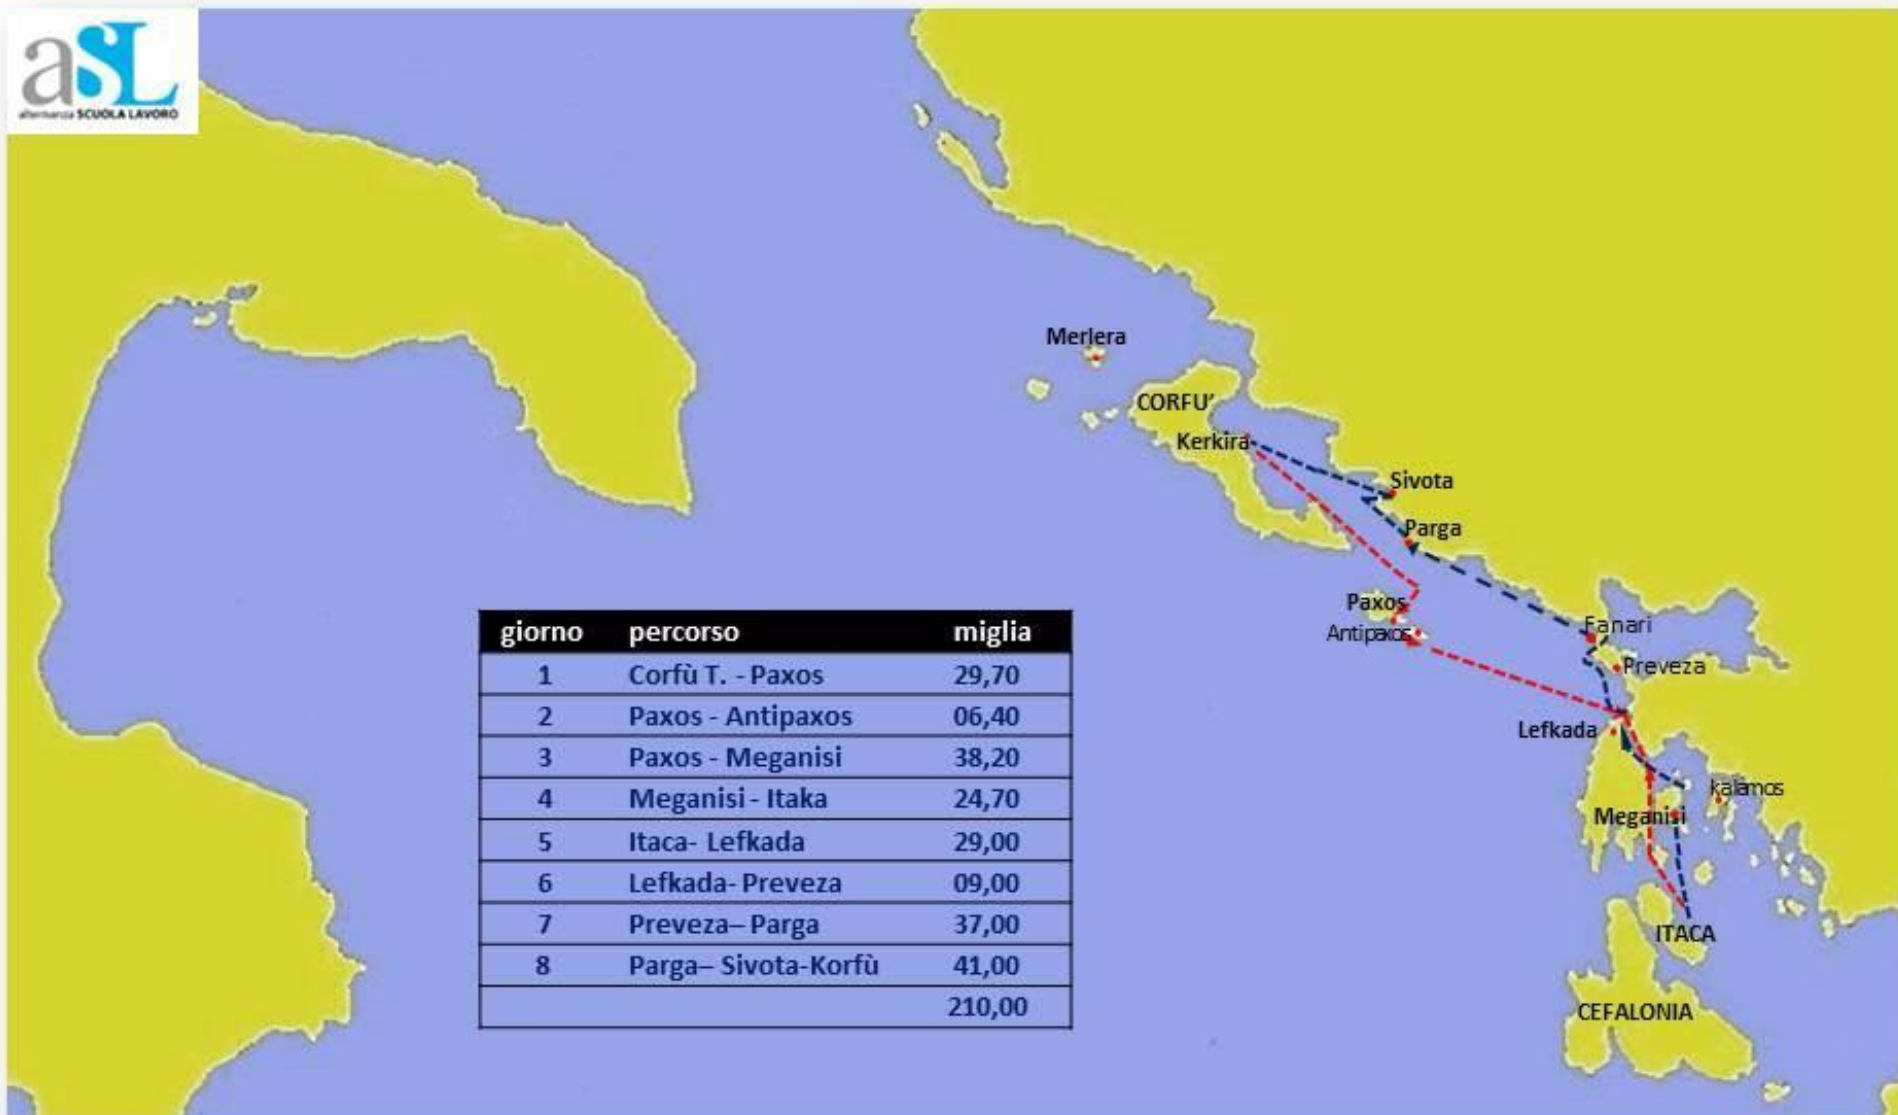 aSL
alternanza SCUOLA LAVORO
Merlera
CORFU'
Kerkira
Sivota
Parga
Paxos
Antipaxos
Fanari
Preveza
Lefkada
kalamos
Meganisi
ITACA
CEFALONIA
giorno percorso miglia
1 Corfù T. - Paxos 29,70
2 Paxos - Antipaxos 06,40
3 Paxos - Meganisi 38,20
4 Meganisi - Itaka 24,70
5 Itaca- Lefkada 29,00
6 Lefkada- Preveza 09,00
7 Preveza– Parga 37,00
8 Parga– Sivota-Korfù 41,00
210,00